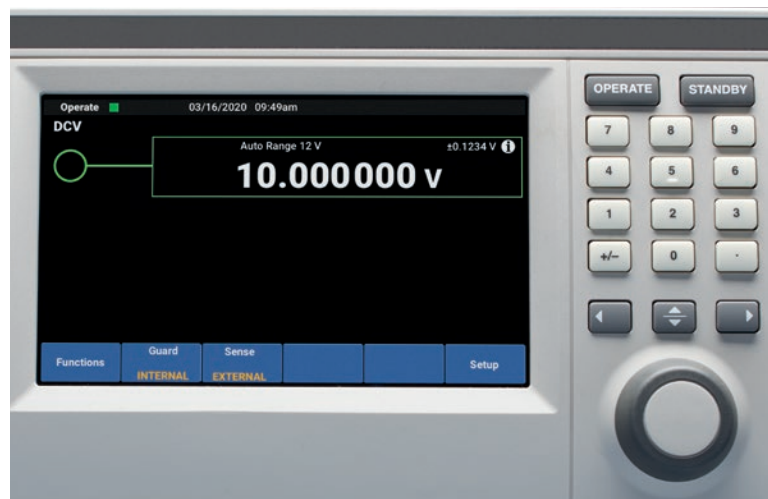 Operate 03/16/2020 09:49am
DCV
Auto Range 12 V ±0.1234 V i
10.000000 V
Functions Guard Sense Setup
INTERNAL EXTERNAL
OPERATE STANDBY
7 8 9
4 5 6
1 2 3
+/− 0 .